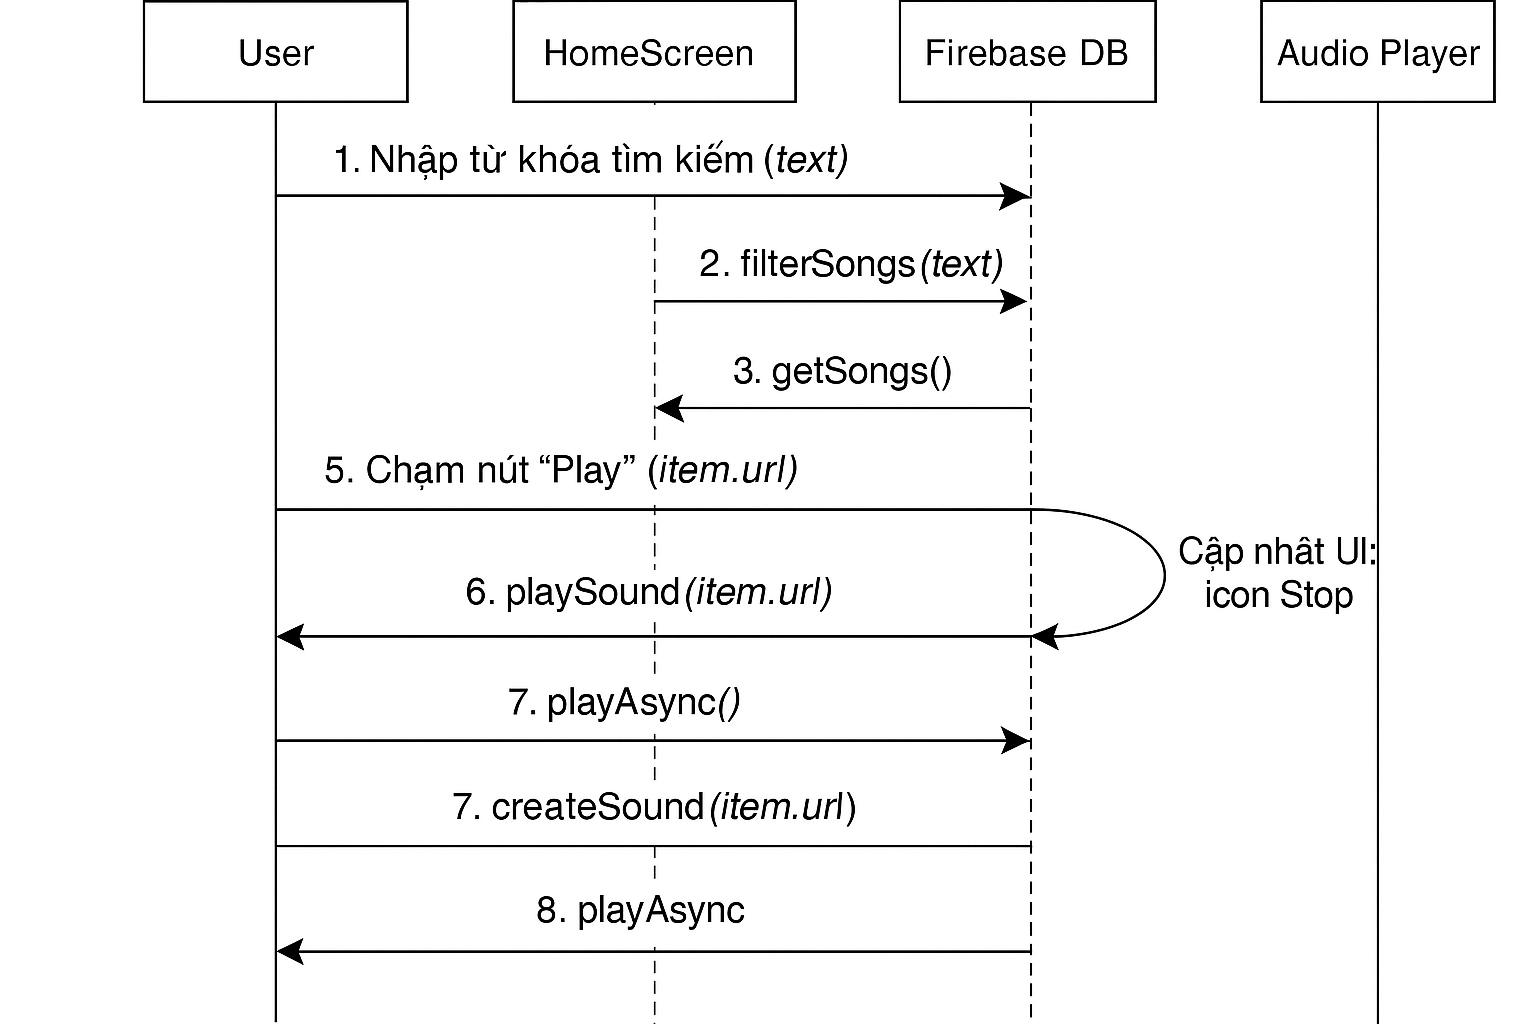 User
HomeScreen
Firebase DB
Audio Player
1. Nhập từ khóa tìm kiếm (text)
2. filterSongs(text)
3. getSongs()
5. Chạm nút “Play” (item.url)
Cập nhât UI:
icon Stop
6. playSound(item.url)
7. playAsync()
7. createSound(item.url)
8. playAsync